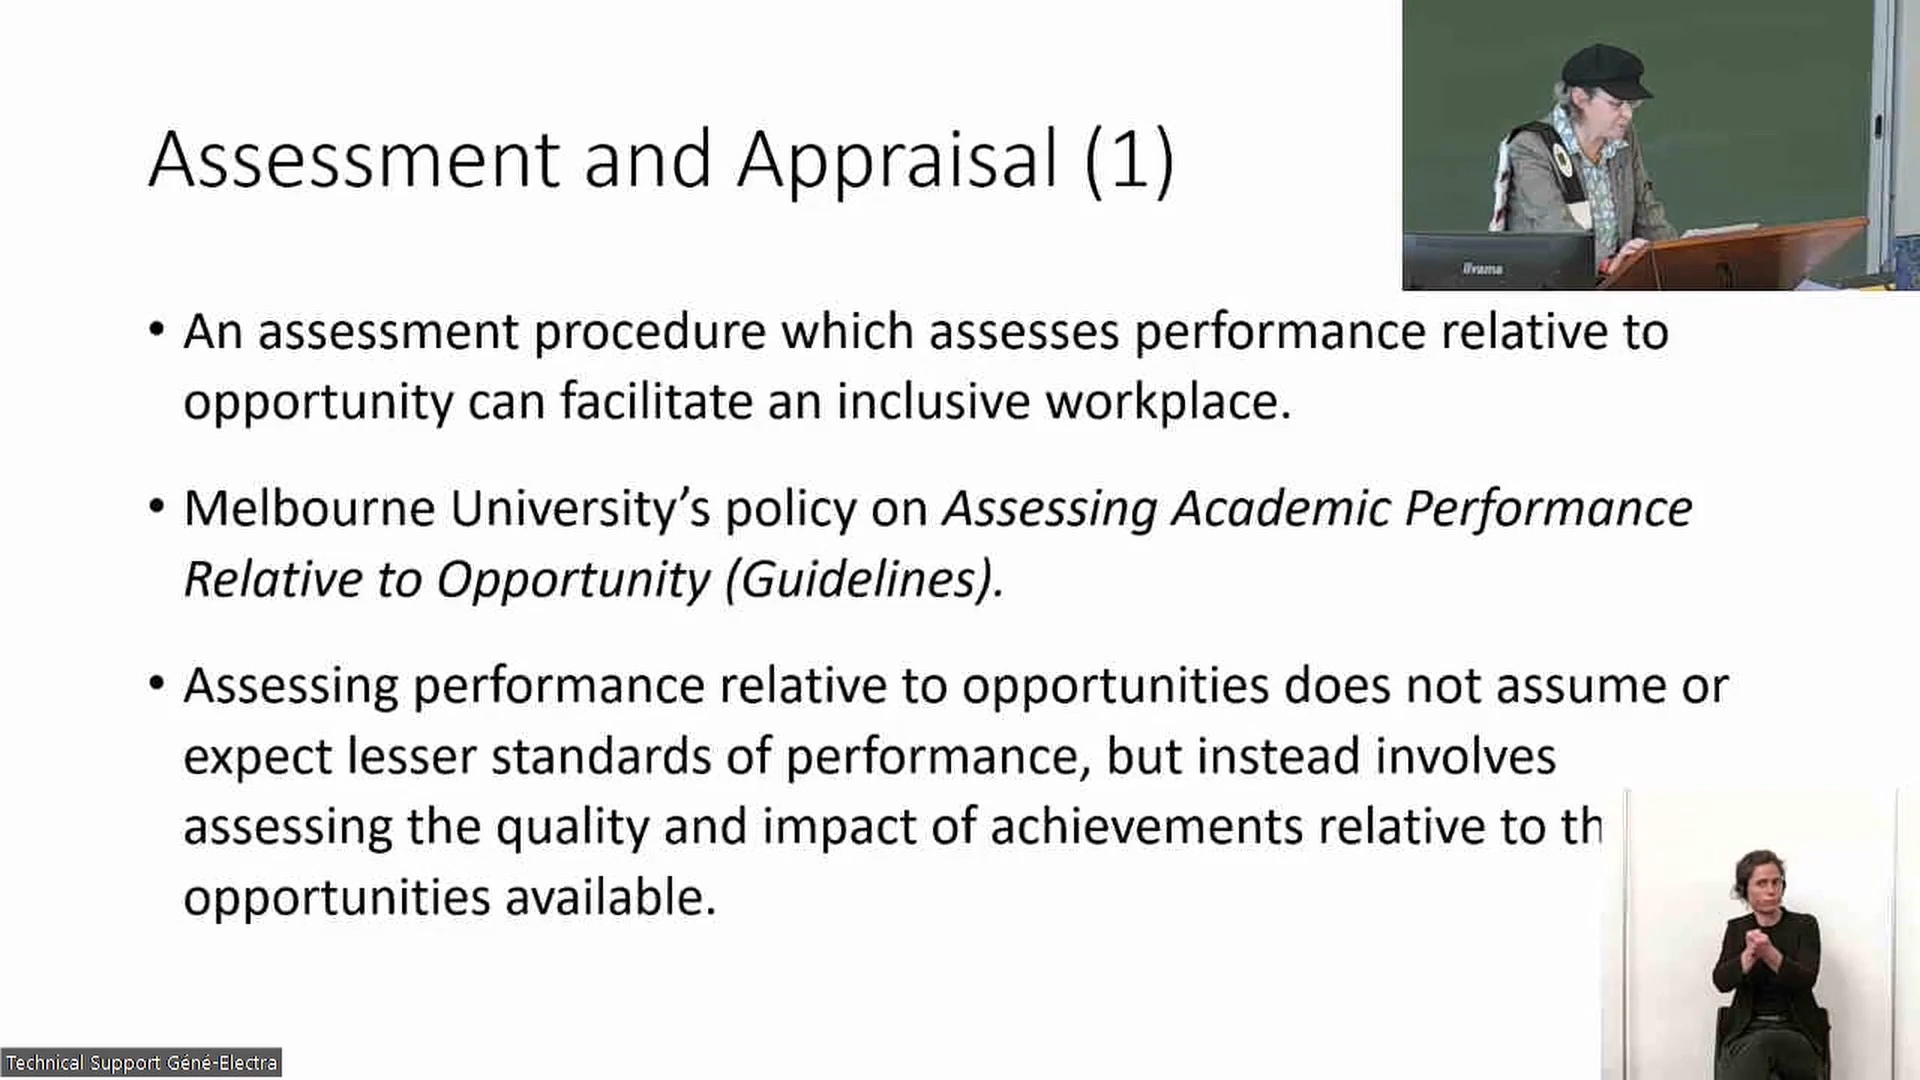 Assessment and Appraisal (1)
iiyama
• An assessment procedure which assesses performance relative to
opportunity can facilitate an inclusive workplace.
• Melbourne University’s policy on Assessing Academic Performance
Relative to Opportunity (Guidelines).
• Assessing performance relative to opportunities does not assume or
expect lesser standards of performance, but instead involves
assessing the quality and impact of achievements relative to th
opportunities available.
Technical Support Géné-Electra